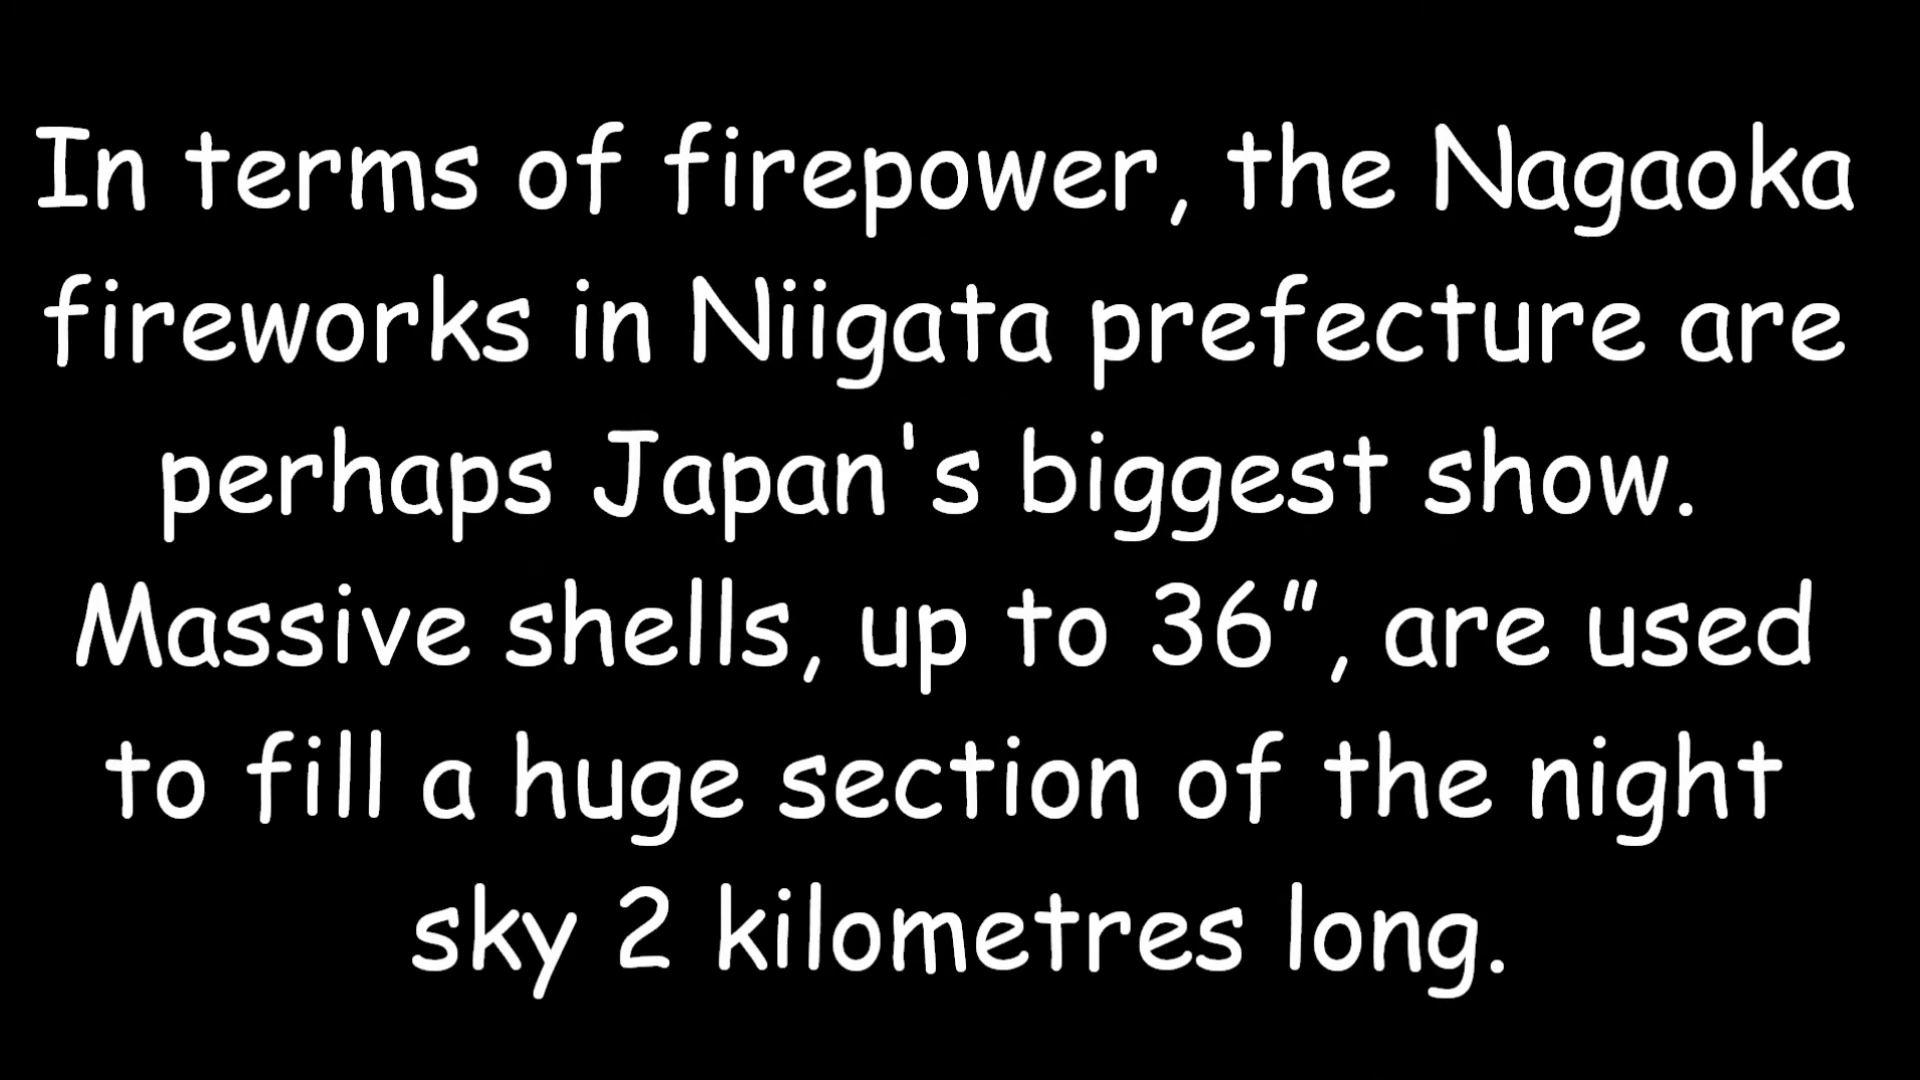 In terms of firepower, the Nagaoka
fireworks in Niigata prefecture are
perhaps Japan's biggest show.
Massive shells, up to 36”, are used
to fill a huge section of the night
sky 2 kilometres long.